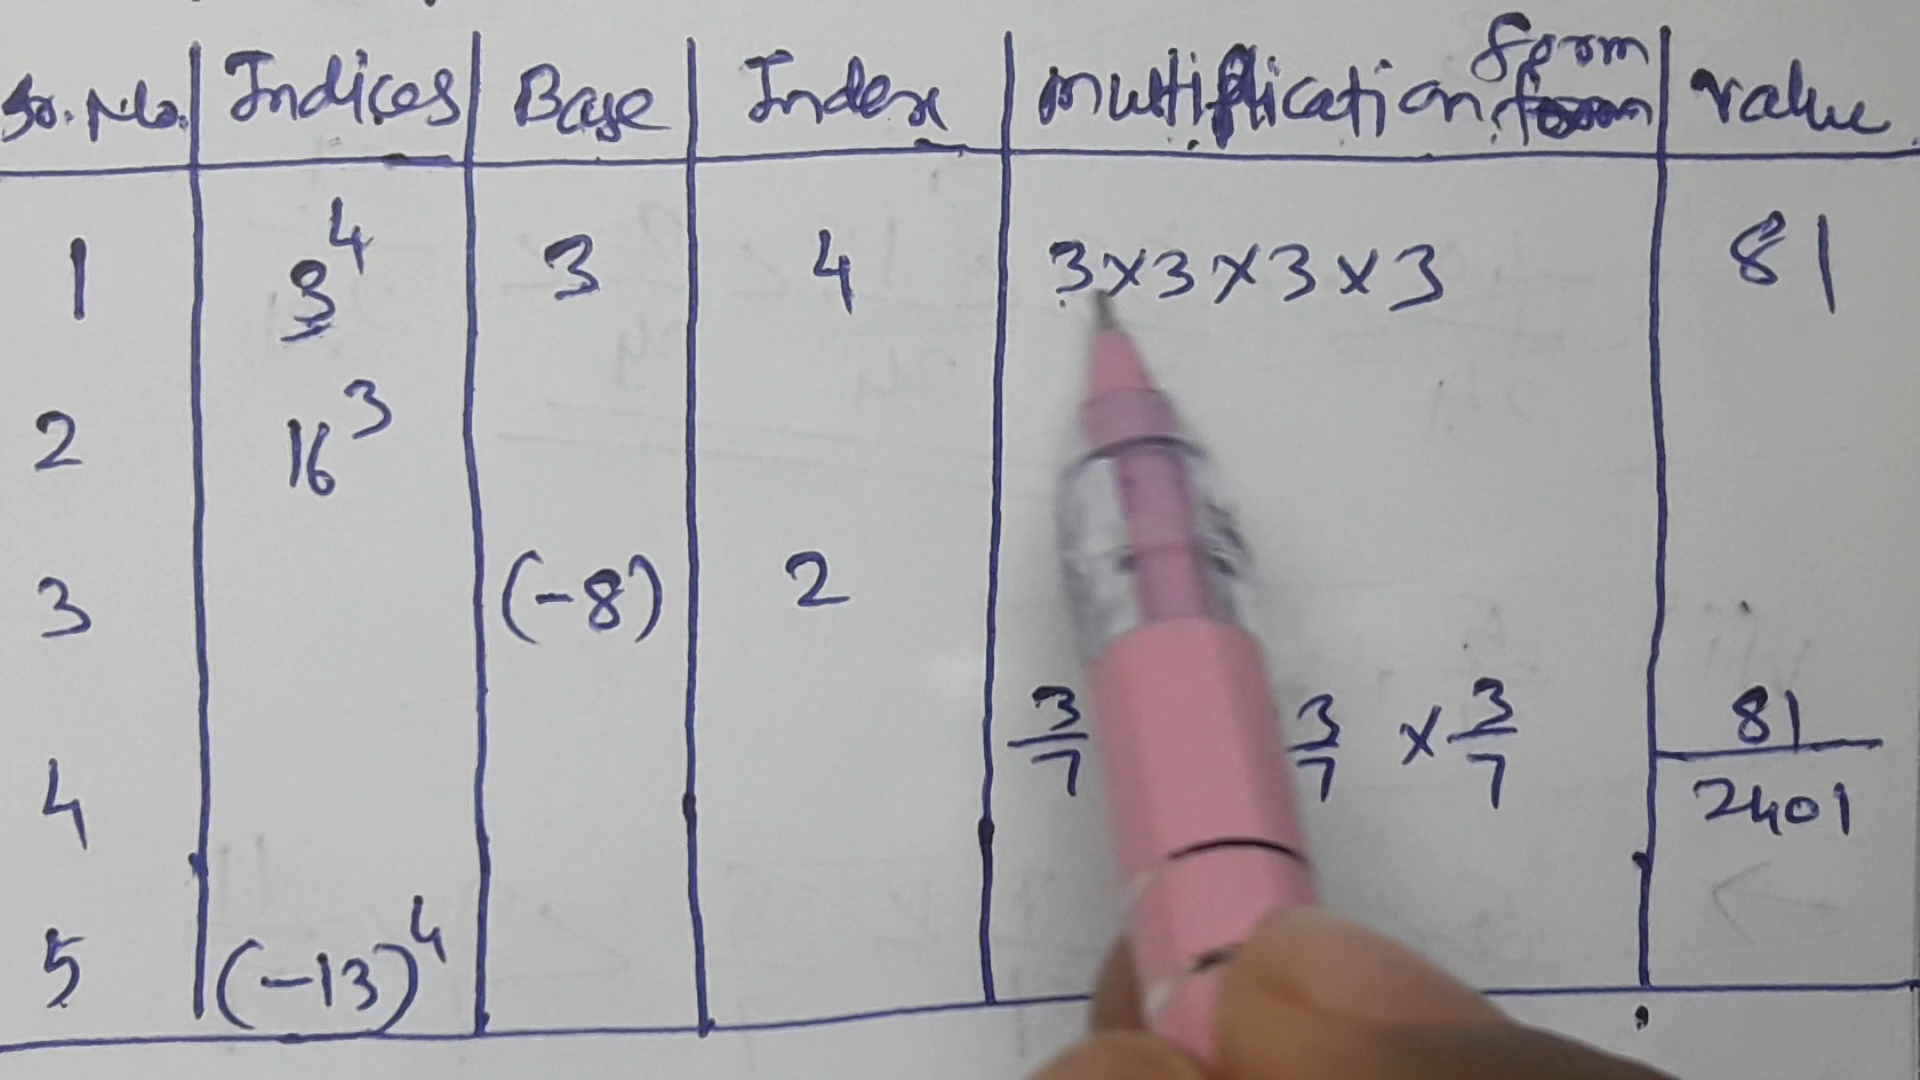 Sr. No. Indices Base Index multiplication form value
1 3^4 3 4 3×3×3×3 81
2 16^3
3 (-8) 2
4 3/7 3/7 × 3/7 81/2401
5 (-13)^4